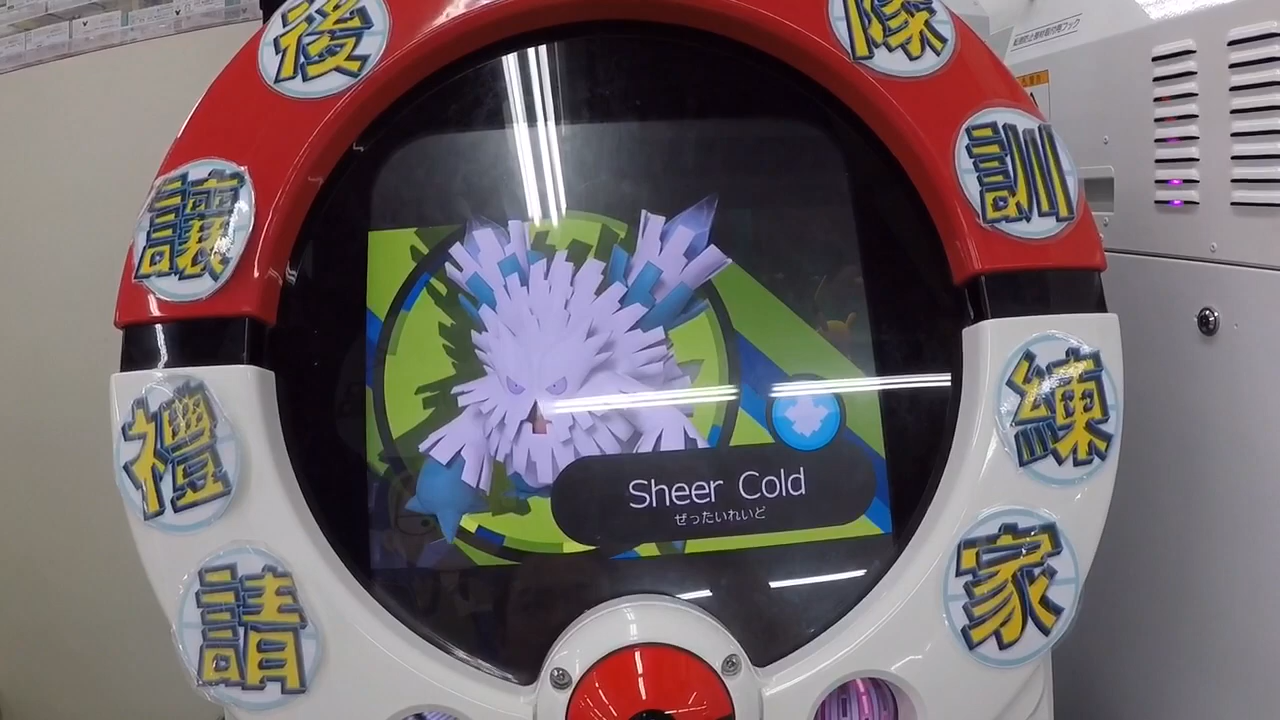 請
禮
讓
後
隊
訓
練
家
Sheer Cold
ぜったいれいど